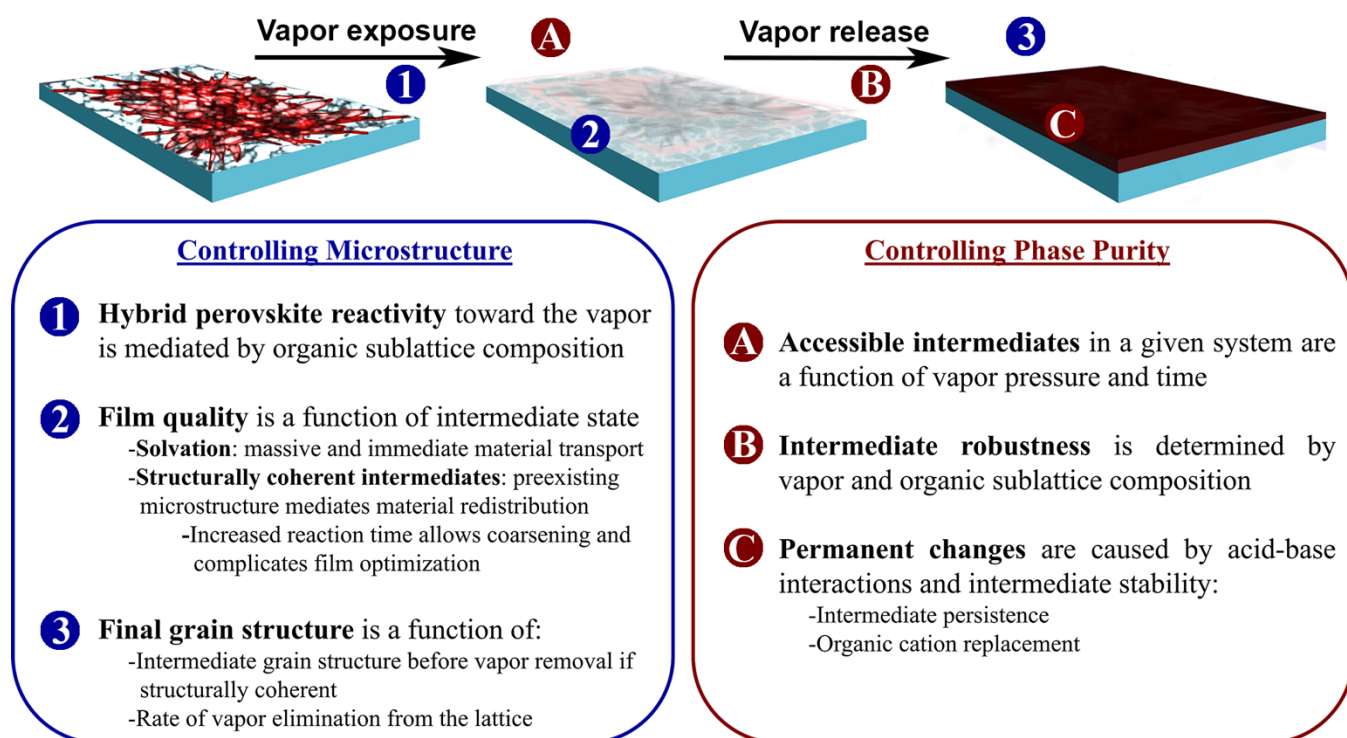 Vapor exposure
A
Vapor release
3
1
B
2
C
Controlling Microstructure
1 Hybrid perovskite reactivity toward the vapor
is mediated by organic sublattice composition
2 Film quality is a function of intermediate state
-Solvation: massive and immediate material transport
-Structurally coherent intermediates: preexisting
microstructure mediates material redistribution
-Increased reaction time allows coarsening and
complicates film optimization
3 Final grain structure is a function of:
-Intermediate grain structure before vapor removal if
structurally coherent
-Rate of vapor elimination from the lattice
Controlling Phase Purity
A Accessible intermediates in a given system are
a function of vapor pressure and time
B Intermediate robustness is determined by
vapor and organic sublattice composition
C Permanent changes are caused by acid-base
interactions and intermediate stability:
-Intermediate persistence
-Organic cation replacement